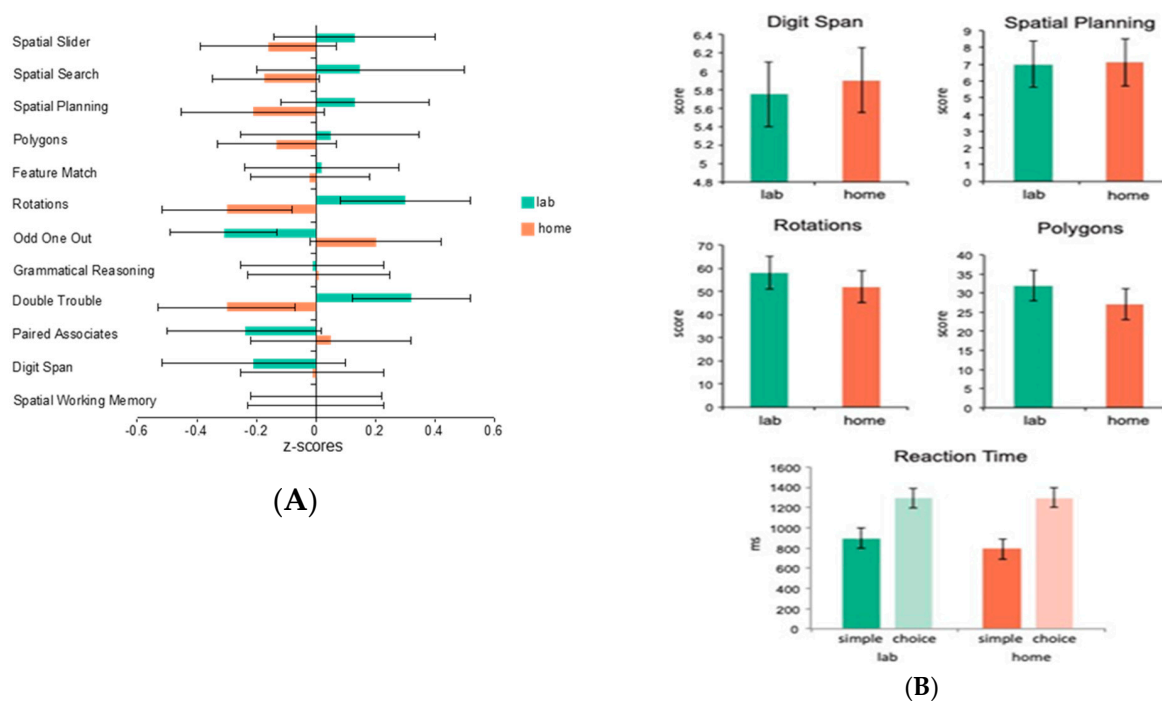 Spatial Slider
Spatial Search
Spatial Planning
Polygons
Feature Match
Rotations
Odd One Out
Grammatical Reasoning
Double Trouble
Paired Associates
Digit Span
Spatial Working Memory
-0.6 -0.4 -0.2 0 0.2 0.4 0.6
z-scores
lab
home
(A)
Digit Span
6.4
6.2
6
5.8
5.6
5.4
5.2
5
4.8
score
lab home
Spatial Planning
9
8
7
6
5
4
3
2
1
0
score
lab home
Rotations
70
60
50
40
30
20
10
0
score
lab home
Polygons
40
35
30
25
20
15
10
5
0
score
lab home
Reaction Time
1600
1400
1200
1000
800
600
400
200
0
ms
simple choice simple choice
lab home
(B)